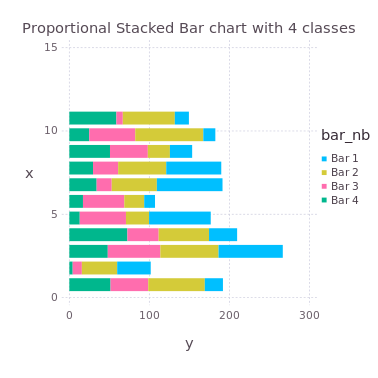 Proportional Stacked Bar chart with 4 classes
15
10
5
0
x
0 100 200 300
y
bar_nb
Bar 1
Bar 2
Bar 3
Bar 4